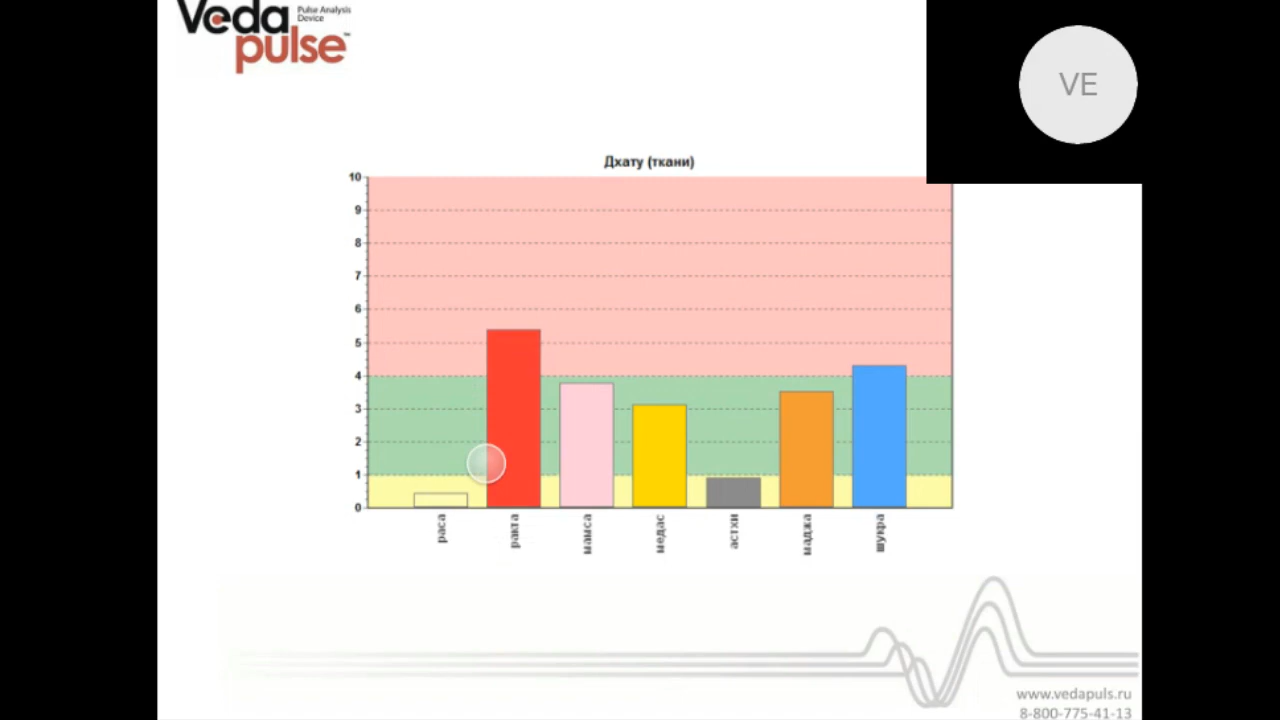 Veda
Pulse Analysis
Device
pulse™
VE
Дхату (ткани)
10
9
8
7
6
5
4
3
2
1
0
раса
ракта
мамса
медас
астхи
маджа
шукра
www.vedapuls.ru
8-800-775-41-13